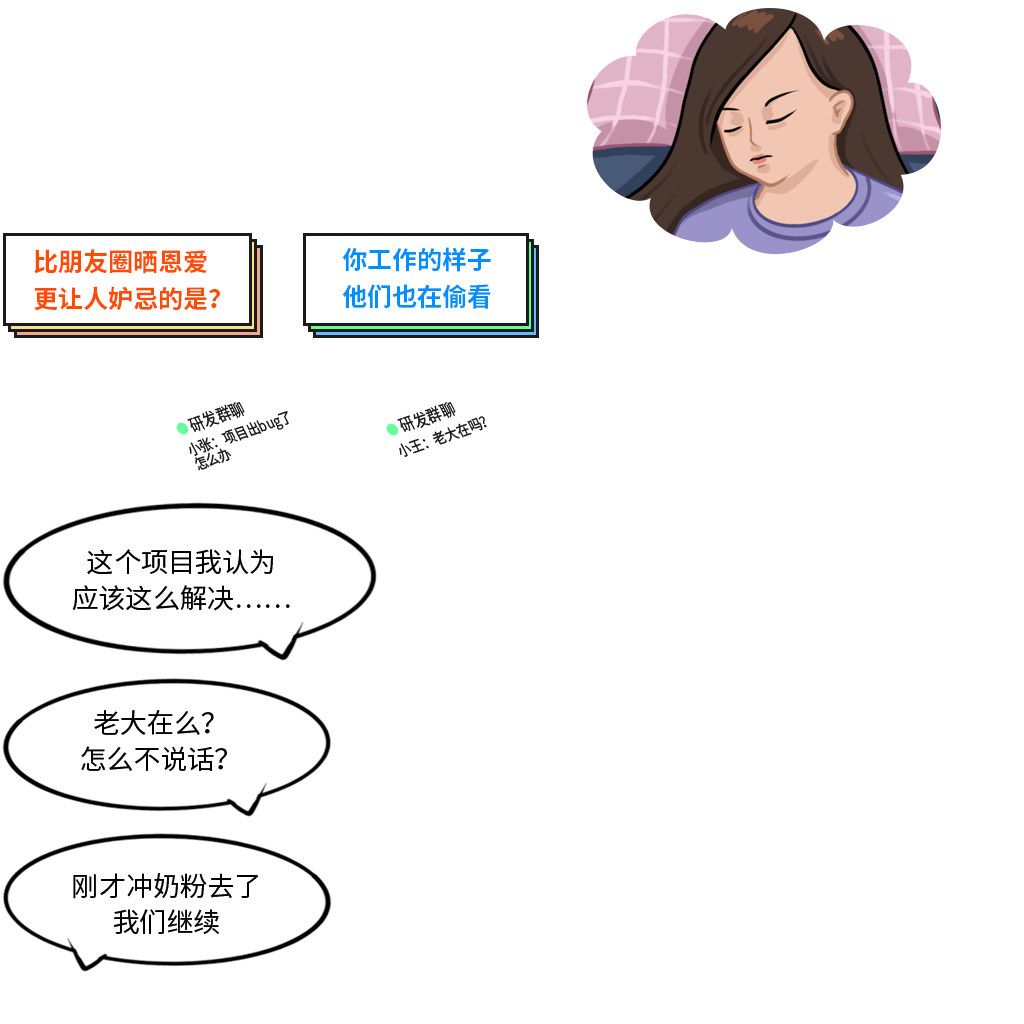 比朋友圈晒恩爱
更让人妒忌的是？
你工作的样子
他们也在偷看
研发群聊
小张：项目出bug了
怎么办
研发群聊
小王：老大在吗？
这个项目我认为
应该这么解决……
老大在么？
怎么不说话？
刚才冲奶粉去了
我们继续